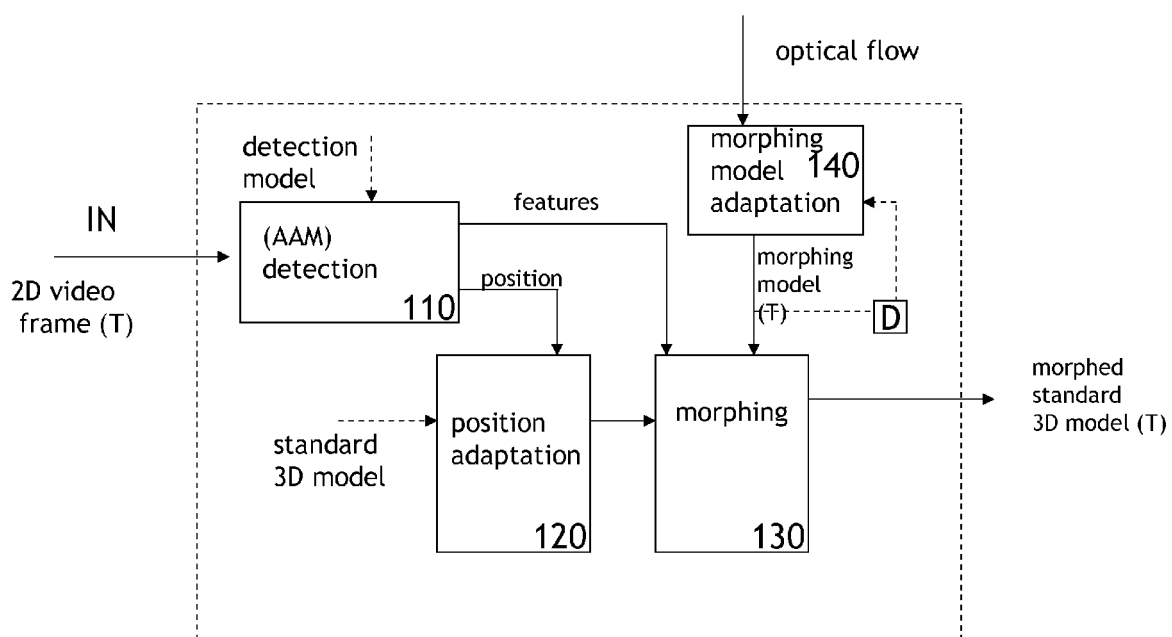 optical flow
detection
model
morphing
model
140
adaptation
IN
features
(AAM)
detection
110
position
morphing
model
(T)
D
2D video
frame (T)
standard
3D model
position
adaptation
120
morphing
130
morphed
standard
3D model (T)